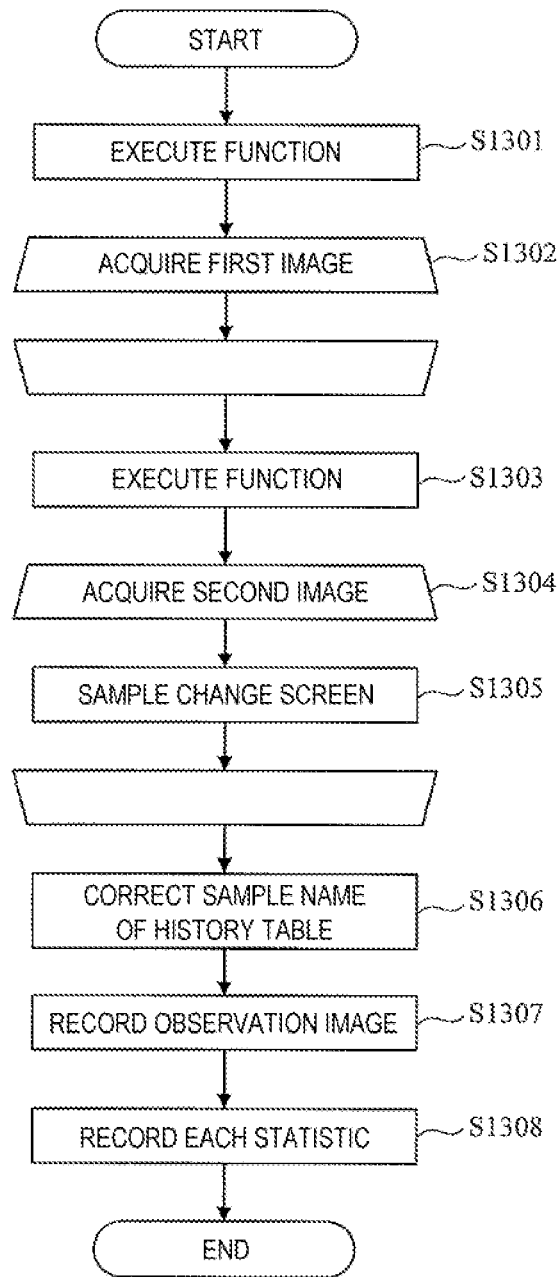 START
EXECUTE FUNCTION S1301
ACQUIRE FIRST IMAGE S1302
EXECUTE FUNCTION S1303
ACQUIRE SECOND IMAGE S1304
SAMPLE CHANGE SCREEN S1305
CORRECT SAMPLE NAME
OF HISTORY TABLE S1306
RECORD OBSERVATION IMAGE S1307
RECORD EACH STATISTIC S1308
END